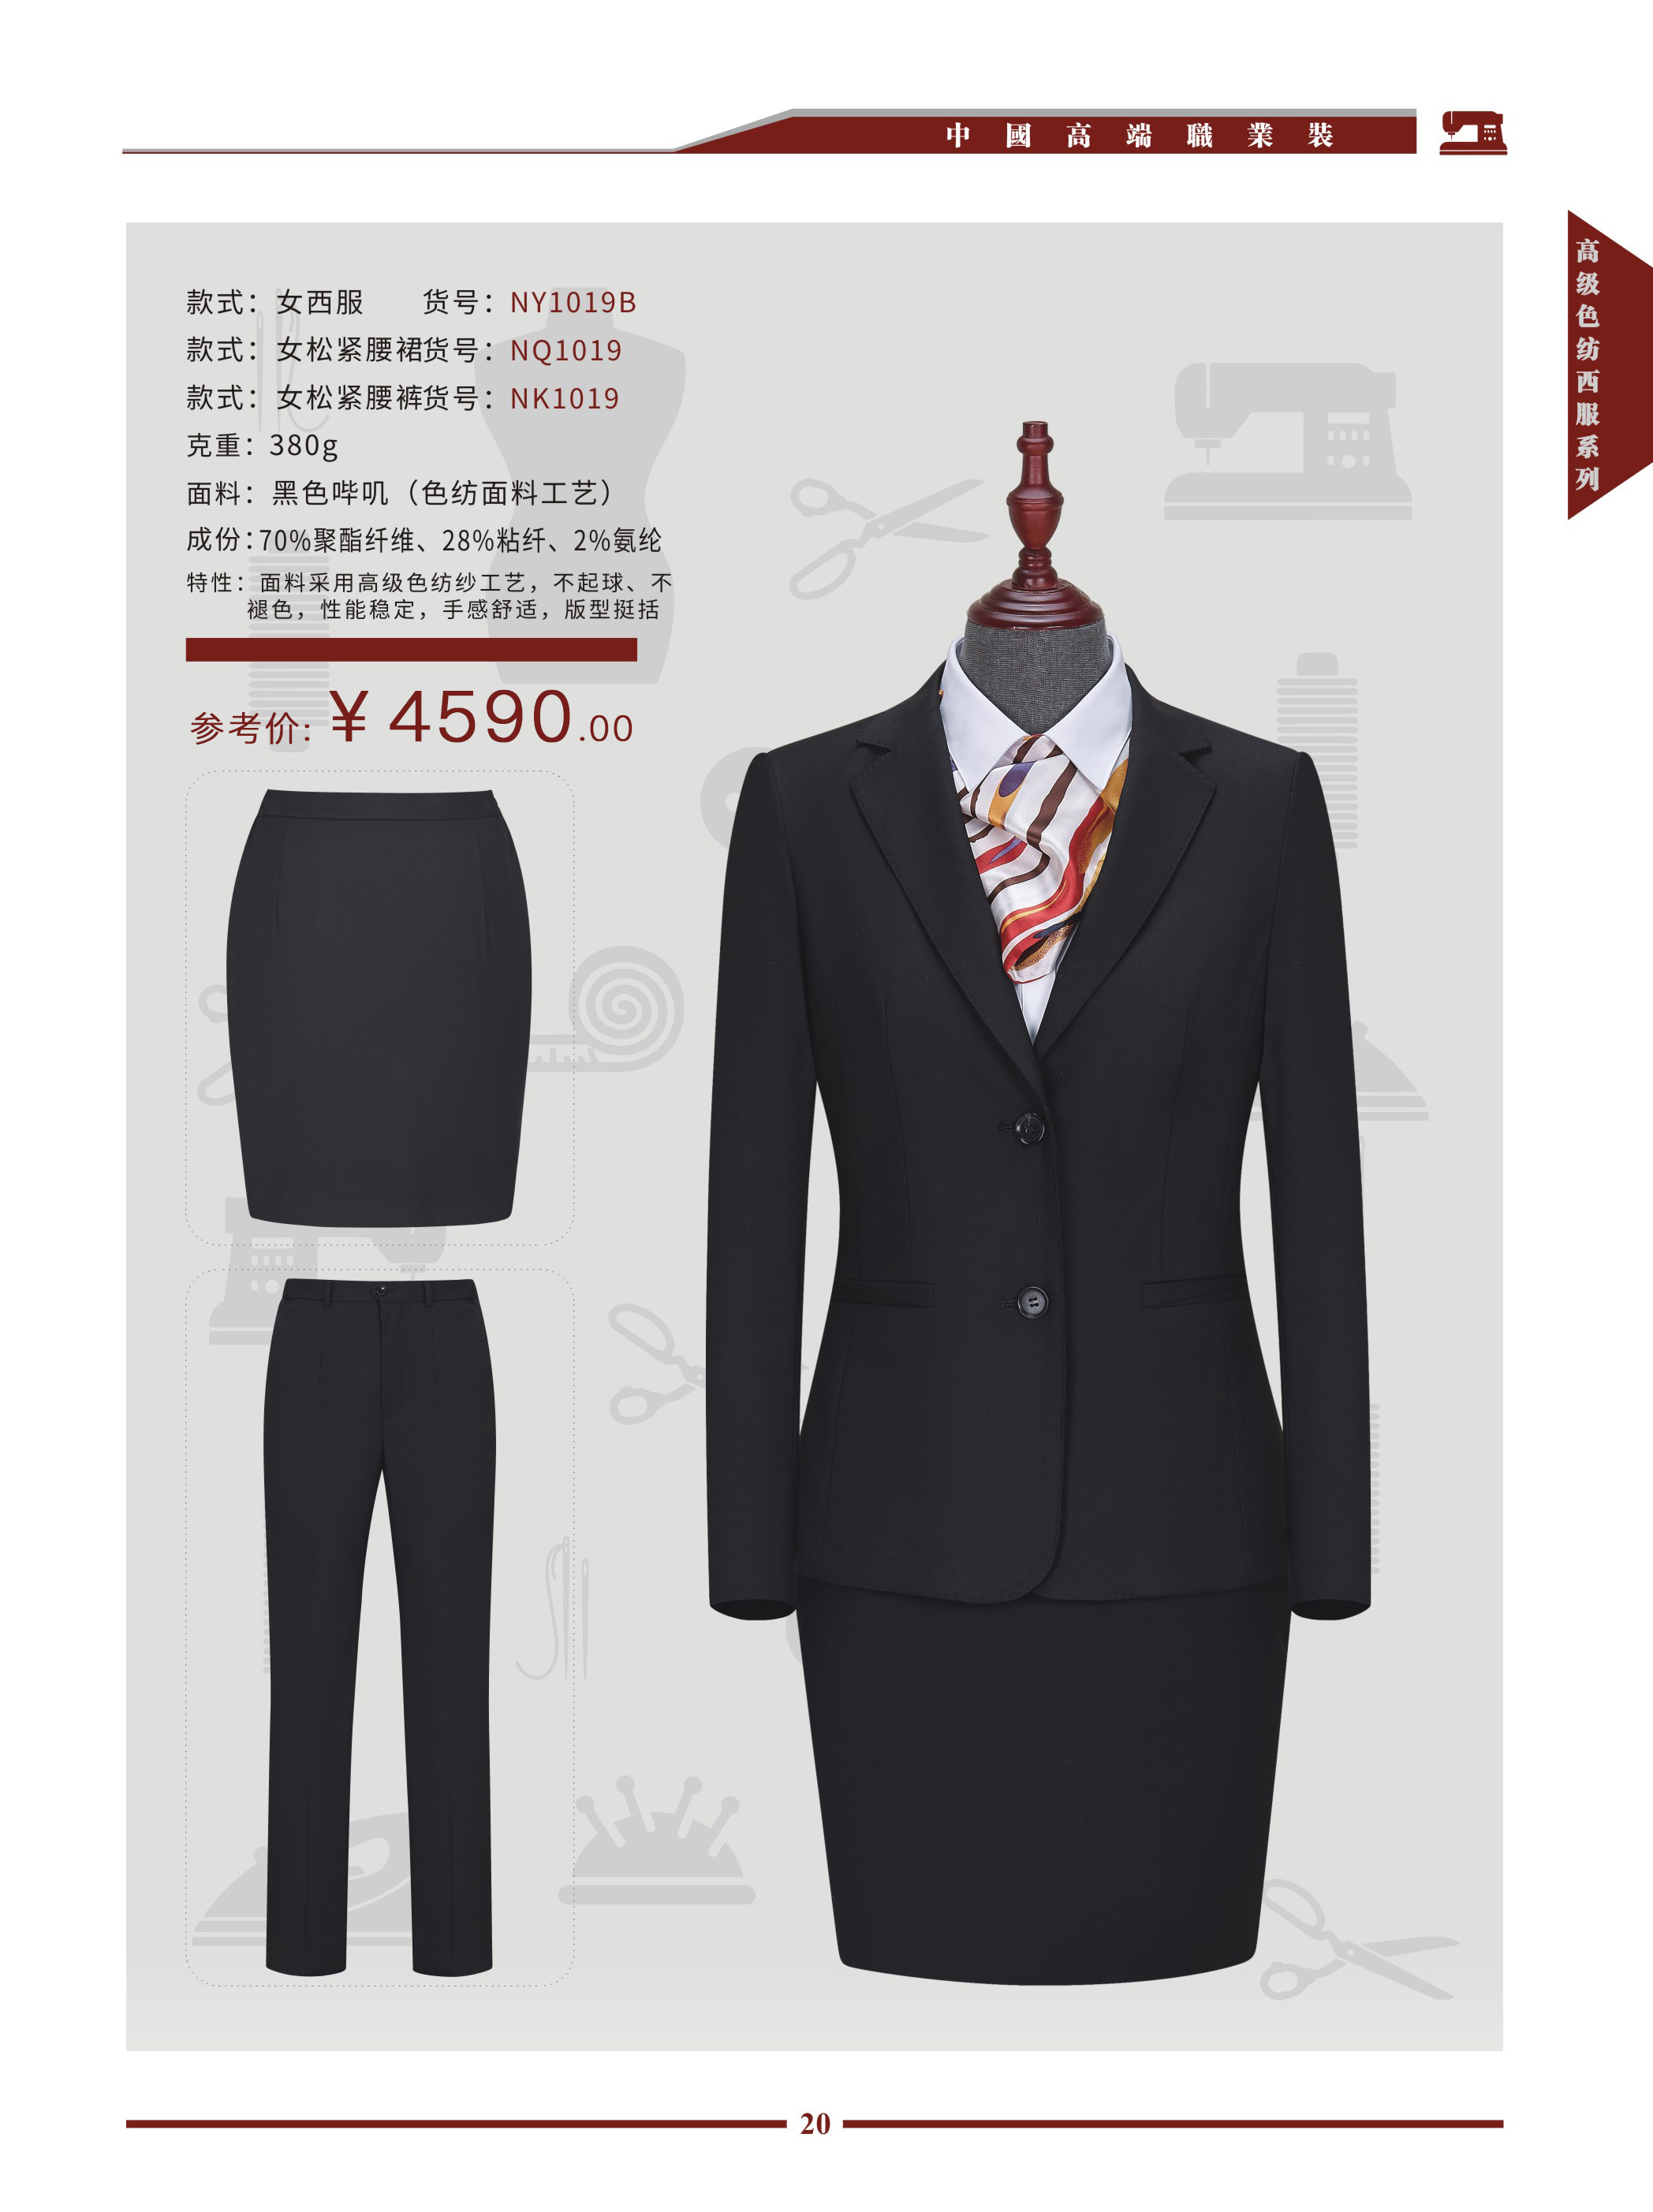 中國高端職業裝
高级色纺西服系列
款式：女西服 货号：NY1019B
款式：女松紧腰裙货号：NQ1019
款式：女松紧腰裤货号：NK1019
克重：380g
面料：黑色哔叽（色纺面料工艺）
成份：70%聚酯纤维、28%粘纤、2%氨纶
特性：面料采用高级色纺纱工艺，不起球、不
褪色，性能稳定，手感舒适，版型挺括
参考价：¥4590.00
20